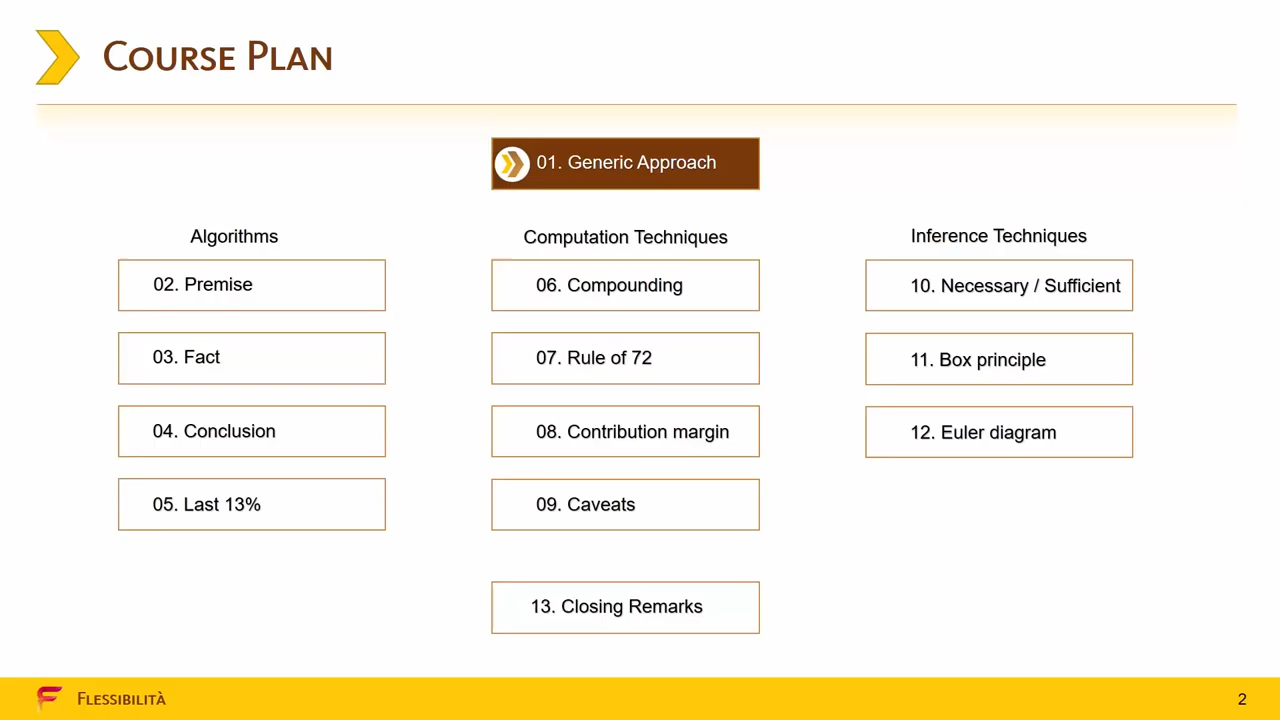 Course Plan
01. Generic Approach
Algorithms
02. Premise
03. Fact
04. Conclusion
05. Last 13%
Computation Techniques
06. Compounding
07. Rule of 72
08. Contribution margin
09. Caveats
Inference Techniques
10. Necessary / Sufficient
11. Box principle
12. Euler diagram
13. Closing Remarks
Flessibilità
2